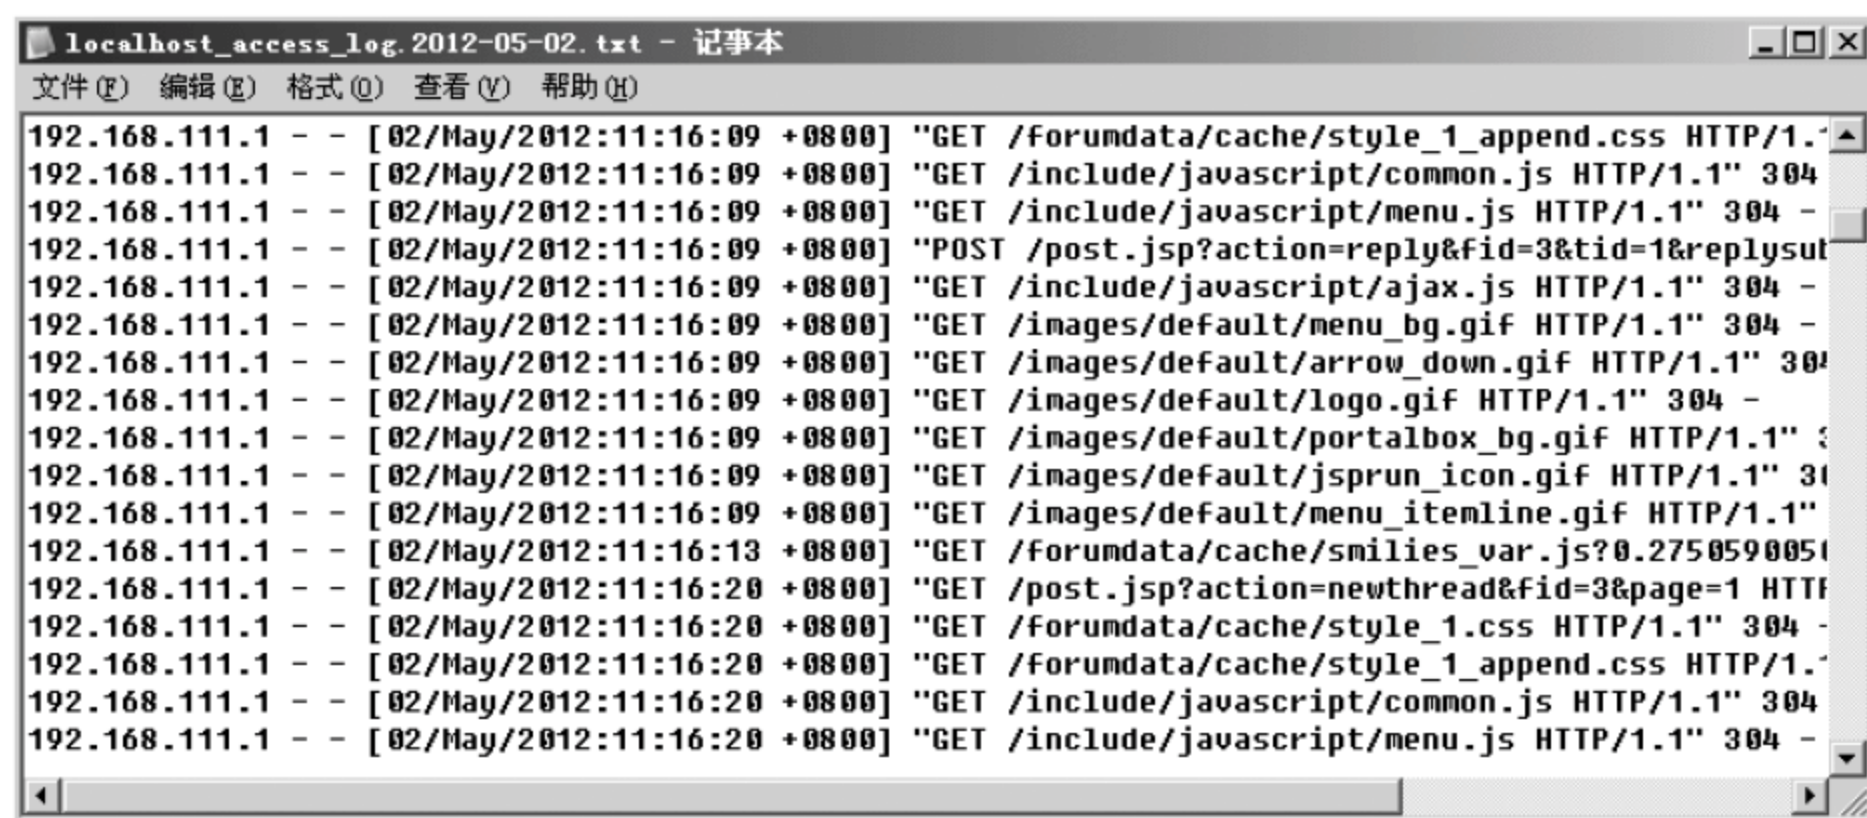 localhost_access_log.2012-05-02.txt - 记事本
文件(F) 编辑(E) 格式(O) 查看(V) 帮助(H)
192.168.111.1 - - [02/May/2012:11:16:09 +0800] "GET /forumdata/cache/style_1_append.css HTTP/1.1
192.168.111.1 - - [02/May/2012:11:16:09 +0800] "GET /include/javascript/common.js HTTP/1.1" 304
192.168.111.1 - - [02/May/2012:11:16:09 +0800] "GET /include/javascript/menu.js HTTP/1.1" 304 -
192.168.111.1 - - [02/May/2012:11:16:09 +0800] "POST /post.jsp?action=reply&fid=3&tid=1&replysub
192.168.111.1 - - [02/May/2012:11:16:09 +0800] "GET /include/javascript/ajax.js HTTP/1.1" 304 -
192.168.111.1 - - [02/May/2012:11:16:09 +0800] "GET /images/default/menu_bg.gif HTTP/1.1" 304 -
192.168.111.1 - - [02/May/2012:11:16:09 +0800] "GET /images/default/arrow_down.gif HTTP/1.1" 304
192.168.111.1 - - [02/May/2012:11:16:09 +0800] "GET /images/default/logo.gif HTTP/1.1" 304 -
192.168.111.1 - - [02/May/2012:11:16:09 +0800] "GET /images/default/portalbox_bg.gif HTTP/1.1"
192.168.111.1 - - [02/May/2012:11:16:09 +0800] "GET /images/default/jsprun_icon.gif HTTP/1.1" 30
192.168.111.1 - - [02/May/2012:11:16:09 +0800] "GET /images/default/menu_itemline.gif HTTP/1.1"
192.168.111.1 - - [02/May/2012:11:16:13 +0800] "GET /forumdata/cache/smilies_var.js?0.2750590050
192.168.111.1 - - [02/May/2012:11:16:20 +0800] "GET /post.jsp?action=newthread&fid=3&page=1 HTTP
192.168.111.1 - - [02/May/2012:11:16:20 +0800] "GET /forumdata/cache/style_1.css HTTP/1.1" 304 -
192.168.111.1 - - [02/May/2012:11:16:20 +0800] "GET /forumdata/cache/style_1_append.css HTTP/1.1
192.168.111.1 - - [02/May/2012:11:16:20 +0800] "GET /include/javascript/common.js HTTP/1.1" 304
192.168.111.1 - - [02/May/2012:11:16:20 +0800] "GET /include/javascript/menu.js HTTP/1.1" 304 -